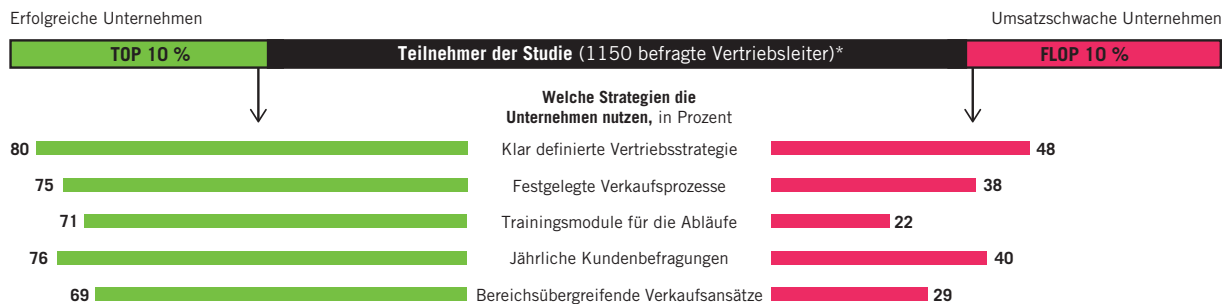 Erfolgreiche Unternehmen Umsatzschwache Unternehmen
TOP 10 % Teilnehmer der Studie (1150 befragte Vertriebsleiter)* FLOP 10 %
Welche Strategien die
Unternehmen nutzen, in Prozent
80 Klar definierte Vertriebsstrategie 48
75 Festgelegte Verkaufsprozesse 38
71 Trainingsmodule für die Abläufe 22
76 Jährliche Kundenbefragungen 40
69 Bereichsübergreifende Verkaufsansätze 29